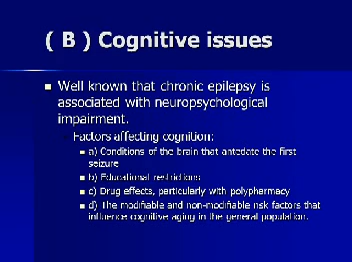 ( B ) Cognitive issues
Well known that chronic epilepsy is
associated with neuropsychological
impairment.
Factors affecting cognition:
a) Conditions of the brain that antedate the first
seizure
b) Educational restrictions
c) Drug effects, particularly with polypharmacy
d) The modifiable and non-modifiable risk factors that
influence cognitive aging in the general population.